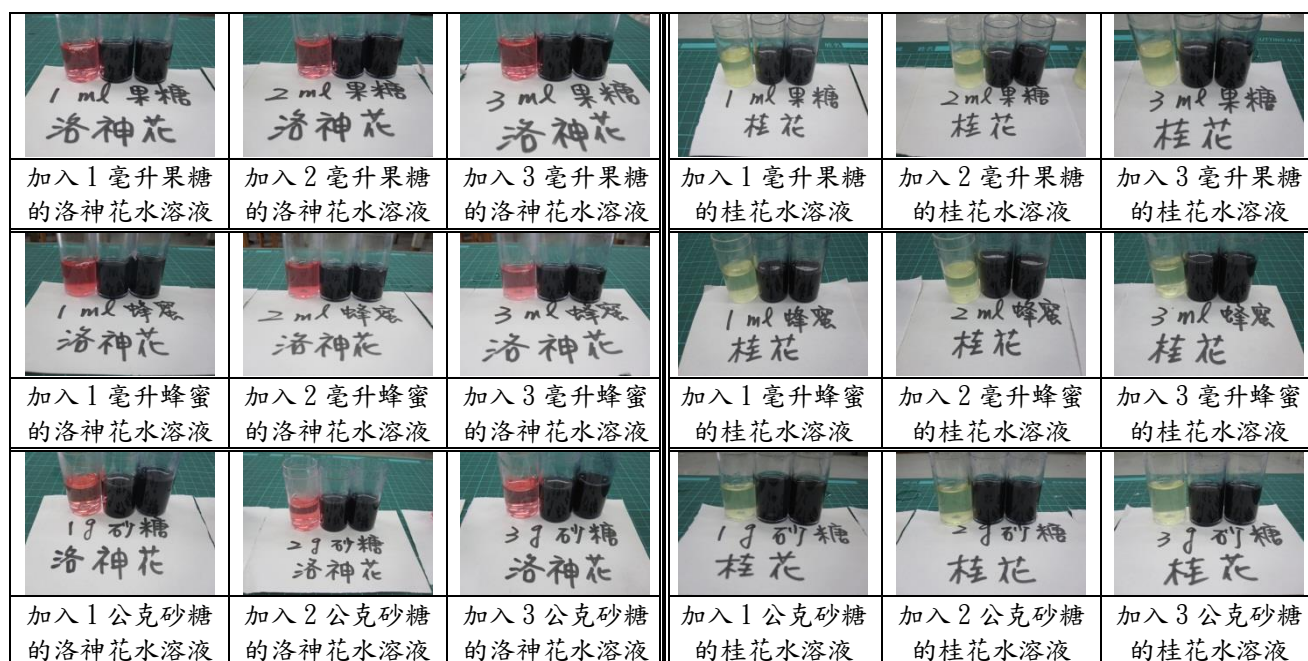 1 ml 果糖
洛神花
2 ml 果糖
洛神花
3 ml 果糖
洛神花
1 ml 果糖
桂花
2 ml 果糖
桂花
3 ml 果糖
桂花
加入 1 毫升果糖
的洛神花水溶液
加入 2 毫升果糖
的洛神花水溶液
加入 3 毫升果糖
的洛神花水溶液
加入 1 毫升果糖
的桂花水溶液
加入 2 毫升果糖
的桂花水溶液
加入 3 毫升果糖
的桂花水溶液
1 ml 蜂蜜
洛神花
2 ml 蜂蜜
洛神花
3 ml 蜂蜜
洛神花
1 ml 蜂蜜
桂花
2 ml 蜂蜜
桂花
3 ml 蜂蜜
桂花
加入 1 毫升蜂蜜
的洛神花水溶液
加入 2 毫升蜂蜜
的洛神花水溶液
加入 3 毫升蜂蜜
的洛神花水溶液
加入 1 毫升蜂蜜
的桂花水溶液
加入 2 毫升蜂蜜
的桂花水溶液
加入 3 毫升蜂蜜
的桂花水溶液
1 g 砂糖
洛神花
2 g 砂糖
洛神花
3 g 砂糖
洛神花
1 g 砂糖
桂花
2 g 砂糖
桂花
3 g 砂糖
桂花
加入 1 公克砂糖
的洛神花水溶液
加入 2 公克砂糖
的洛神花水溶液
加入 3 公克砂糖
的洛神花水溶液
加入 1 公克砂糖
的桂花水溶液
加入 2 公克砂糖
的桂花水溶液
加入 3 公克砂糖
的桂花水溶液